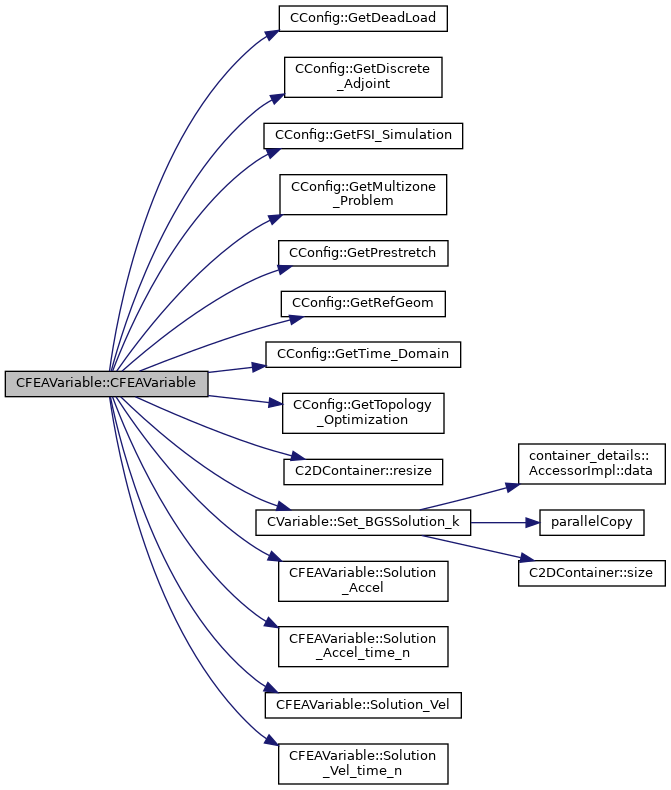 CConfig::GetDeadLoad
CConfig::GetDiscrete
_Adjoint
CConfig::GetFSI_Simulation
CConfig::GetMultizone
_Problem
CConfig::GetPrestretch
CConfig::GetRefGeom
CConfig::GetTime_Domain
CFEAVariable::CFEAVariable
CConfig::GetTopology
_Optimization
C2DContainer::resize
CVariable::Set_BGSSolution_k
container_details::
AccessorImpl::data
parallelCopy
C2DContainer::size
CFEAVariable::Solution
_Accel
CFEAVariable::Solution
_Accel_time_n
CFEAVariable::Solution_Vel
CFEAVariable::Solution
_Vel_time_n